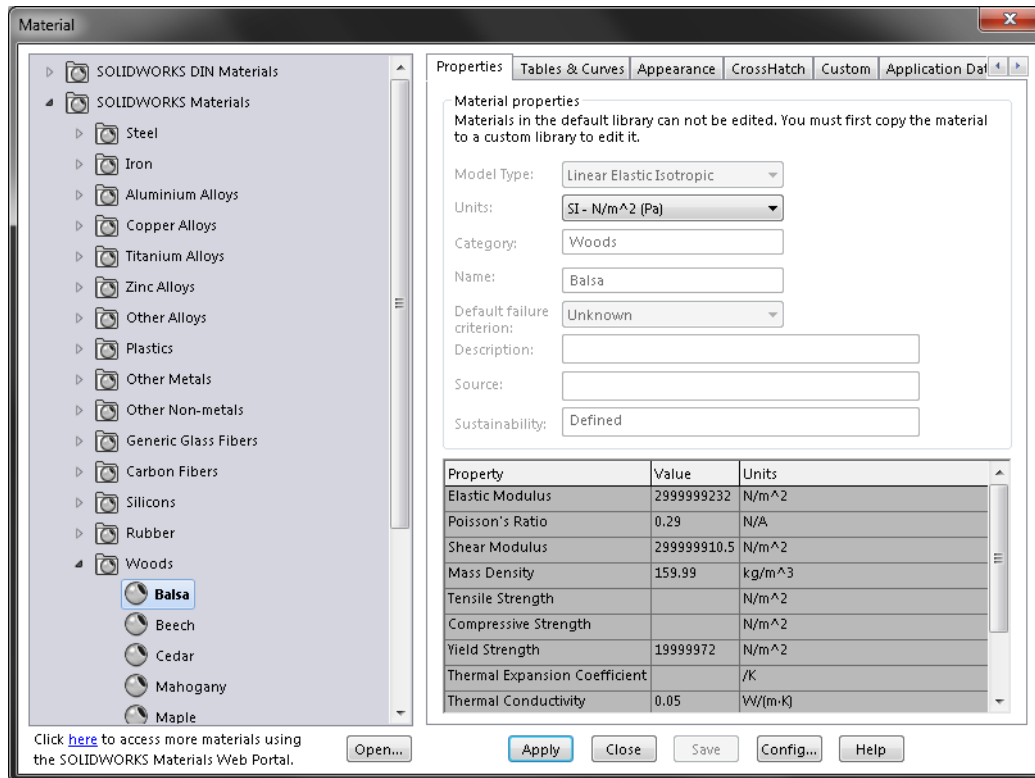 Material
SOLIDWORKS DIN Materials
SOLIDWORKS Materials
Steel
Iron
Aluminium Alloys
Copper Alloys
Titanium Alloys
Zinc Alloys
Other Alloys
Plastics
Other Metals
Other Non-metals
Generic Glass Fibers
Carbon Fibers
Silicons
Rubber
Woods
Balsa
Beech
Cedar
Mahogany
Maple
Click here to access more materials using
the SOLIDWORKS Materials Web Portal.
Open...
Properties Tables & Curves Appearance CrossHatch Custom Application Dat
Material properties
Materials in the default library can not be edited. You must first copy the material
to a custom library to edit it.
Model Type: Linear Elastic Isotropic
Units: SI - N/m^2 (Pa)
Category: Woods
Name: Balsa
Default failure
criterion: Unknown
Description:
Source:
Sustainability: Defined
Property Value Units
Elastic Modulus 2999999232 N/m^2
Poisson's Ratio 0.29 N/A
Shear Modulus 299999910.5 N/m^2
Mass Density 159.99 kg/m^3
Tensile Strength N/m^2
Compressive Strength N/m^2
Yield Strength 19999972 N/m^2
Thermal Expansion Coefficient /K
Thermal Conductivity 0.05 W/(m·K)
Apply Close Save Config... Help